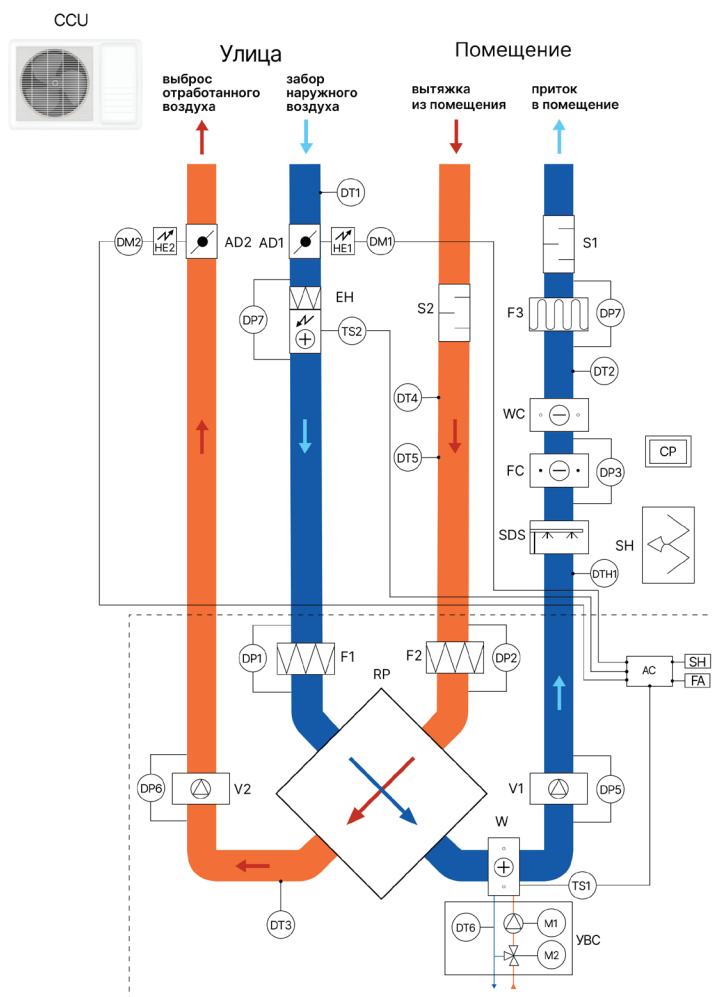 CCU
Улица
Помещение
выброс
отработанного
воздуха
забор
наружного
воздуха
вытяжка
из помещения
приток
в помещение
DT1
DM2
HE2
AD2
AD1
HE1
DM1
S1
EH
S2
F3
DP7
DP7
TS2
DT2
DT4
WC
DT5
FC
DP3
CP
SDS
SH
DTH1
DP1
F1
F2
DP2
RP
AC
SH
FA
DP6
V2
V1
DP5
W
TS1
DT3
DT6
M1
M2
УВС